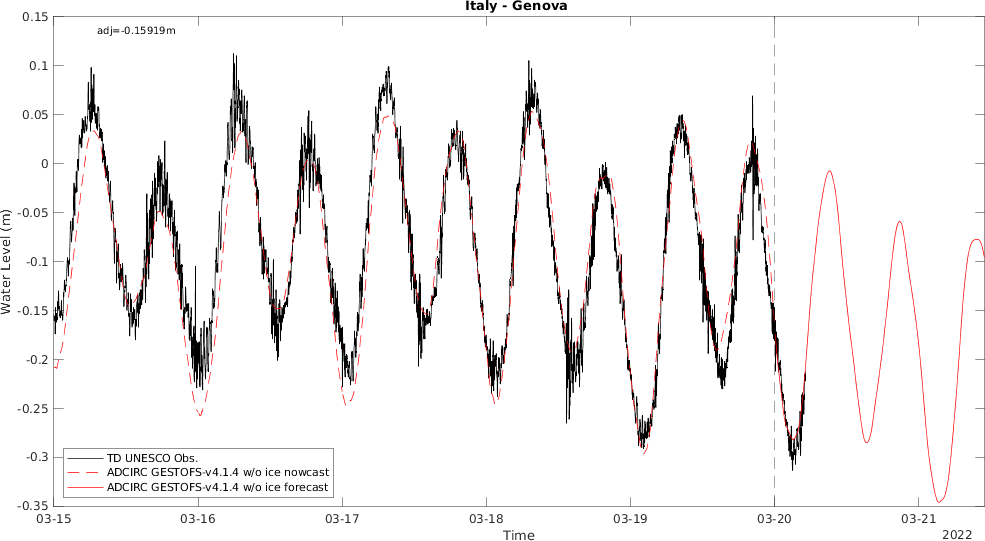 Italy - Genova
adj=-0.15919m
0.15
0.1
0.05
0
-0.05
-0.1
-0.15
-0.2
-0.25
-0.3
-0.35
Water Level (m)
TD UNESCO Obs.
ADCIRC GESTOFS-v4.1.4 w/o ice nowcast
ADCIRC GESTOFS-v4.1.4 w/o ice forecast
03-15 03-16 03-17 03-18 03-19 03-20 03-21
Time
2022